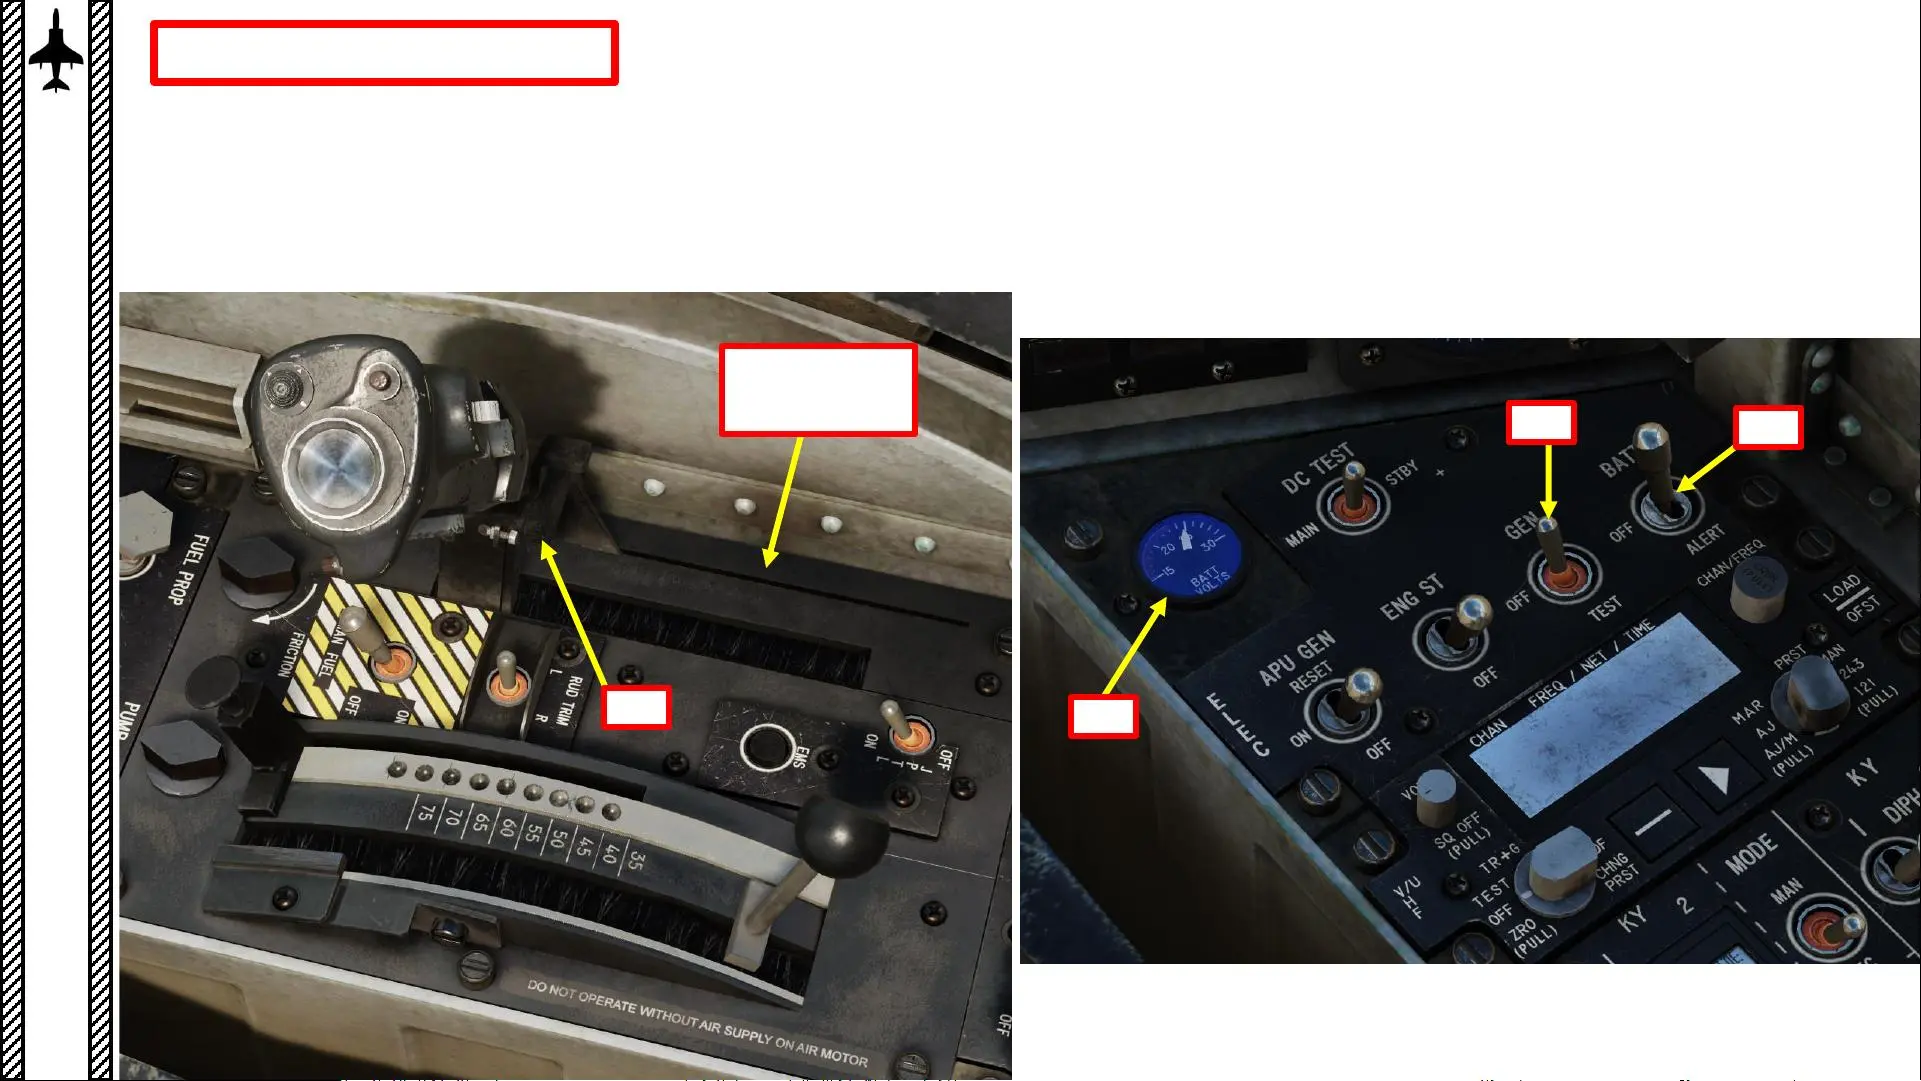 FUEL PROP
FRICTION
MAN FUEL
OFF
ON
PUMP
RUD TRIM
L
R
EMS
ON
OFF
JPTL
75
70
65
60
55
50
45
40
35
DO NOT OPERATE WITHOUT AIR SUPPLY ON AIR MOTOR
OFF
DC TEST
MAIN
STBY
+
15
20
30
BATT
VOLTS
GEN
OFF
TEST
OFF
ALERT
ENG ST
OFF
APU GEN
RESET
ON
OFF
ELEC
CHAN/FREQ
LOAD
OFST
CHAN
FREQ / NET / TIME
PRST
MAN
243
121
(PULL)
MAR
AJ
AJ/M
(PULL)
SQ OFF
(PULL)
V/U
HF
TR+G
TEST
OFF
ZRO
(PULL)
CHNG
PRST
KY
KY 2
MODE
MAN
DIPH